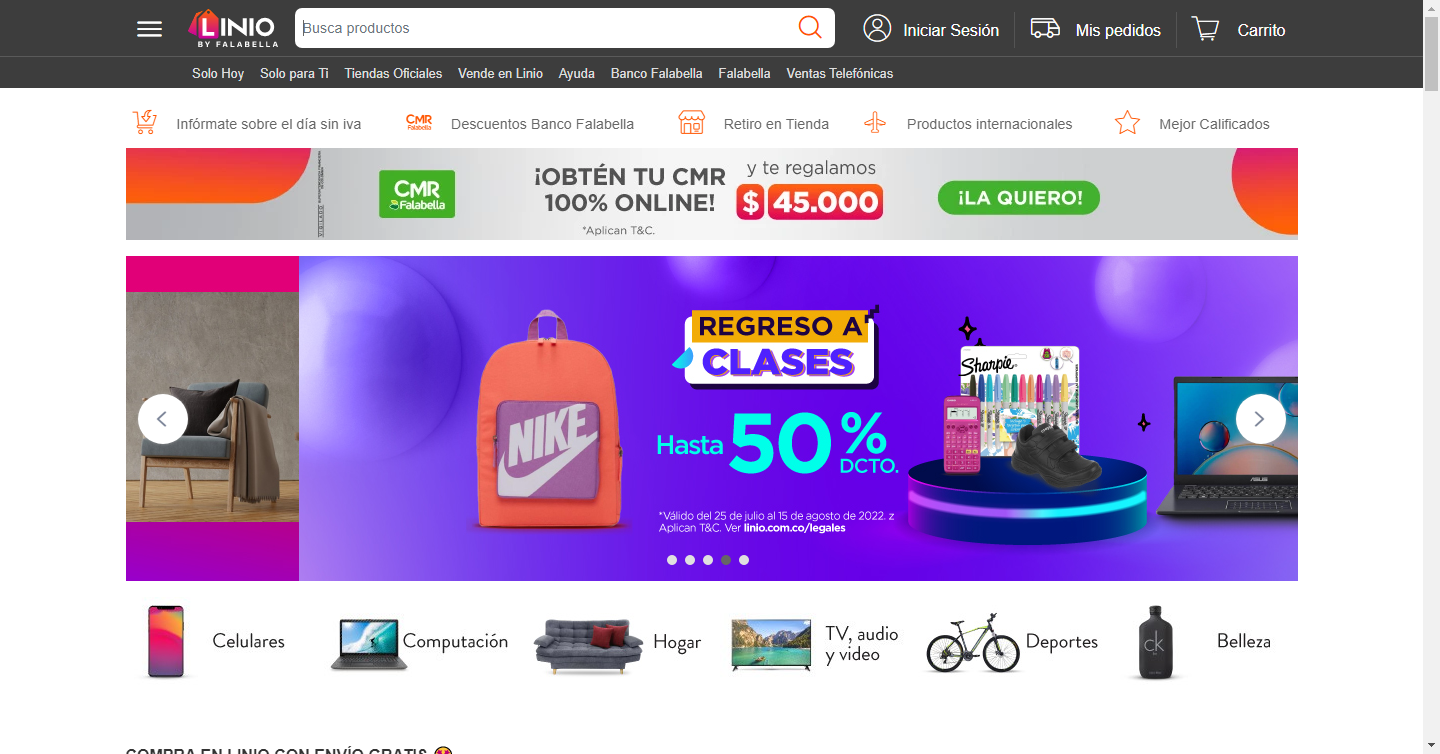 LINIO
BY FALABELLA
Busca productos
Iniciar Sesión
Mis pedidos
Carrito
Solo Hoy
Solo para Ti
Tiendas Oficiales
Vende en Linio
Ayuda
Banco Falabella
Falabella
Ventas Telefónicas
Infórmate sobre el día sin iva
CMR
Falabella
Descuentos Banco Falabella
Retiro en Tienda
Productos internacionales
Mejor Calificados
CMR
Falabella
¡OBTÉN TU CMR
100% ONLINE!
*Aplican T&C.
y te regalamos
$ 45.000
¡LA QUIERO!
REGRESO A
CLASES
Hasta 50% DCTO.
*Válido del 25 de julio al 15 de agosto de 2022. z
Aplican T&C. Ver linio.com.co/legales
NIKE
Sharpie
ASUS
Celulares
Computación
Hogar
TV, audio
y video
Deportes
ck
Belleza
COMPRA EN LINIO CON ENVÍO GRATIS